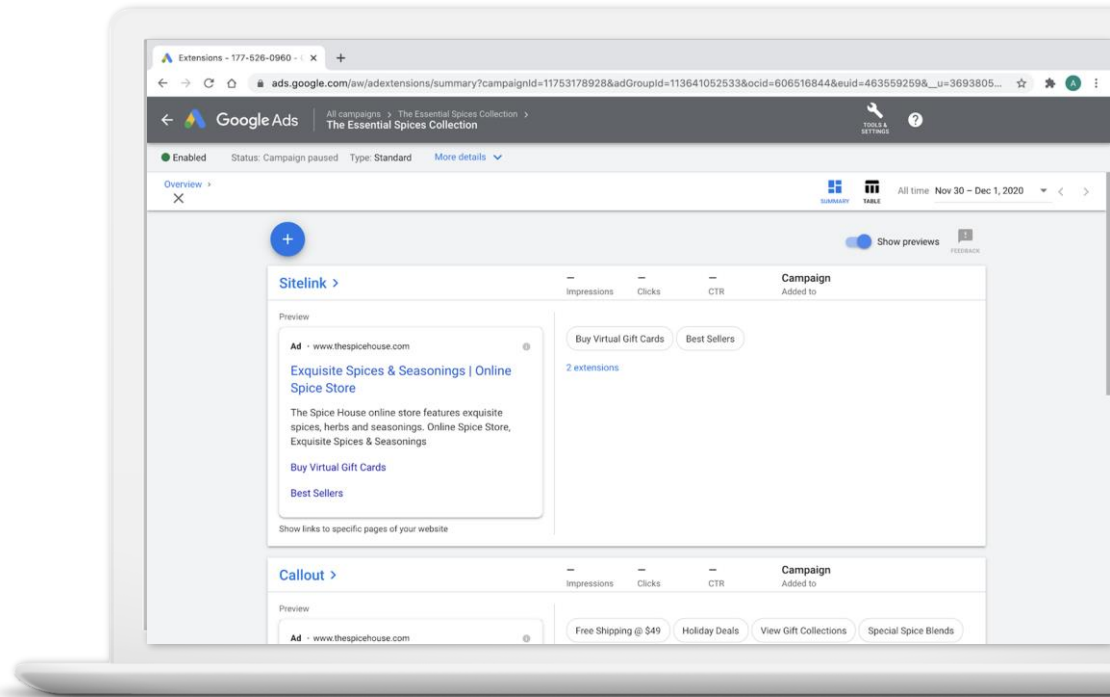 Extensions - 177-626-0960 -
ads.google.com/aw/adextensions/summary?campaignId=11753178928&adGroupId=113641052533&ocid=606516844&euid=463559259&__u=3693805...
A
Google Ads
All campaigns > The Essential Spices Collection >
The Essential Spices Collection
TOOLS &
SETTINGS
Enabled Status: Campaign paused Type: Standard More details
Overview >
SUMMARY
TABLE
All time Nov 30 – Dec 1, 2020
Show previews
FEEDBACK
Sitelink >
– – – Campaign
Impressions Clicks CTR Added to
Preview
Ad · www.thespicehouse.com
Exquisite Spices & Seasonings | Online
Spice Store
The Spice House online store features exquisite
spices, herbs and seasonings. Online Spice Store,
Exquisite Spices & Seasonings
Buy Virtual Gift Cards
Best Sellers
Show links to specific pages of your website
Buy Virtual Gift Cards Best Sellers
2 extensions
Callout >
– – – Campaign
Impressions Clicks CTR Added to
Preview
Ad · www.thespicehouse.com
Free Shipping @ $49 Holiday Deals View Gift Collections Special Spice Blends